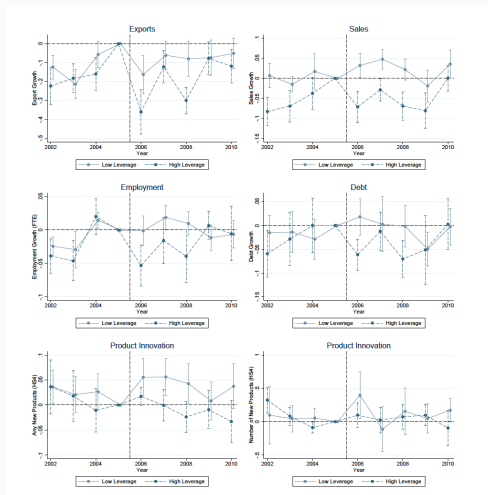 Exports
Export Growth
0
-.1
-.2
-.3
-.4
-.5
2002
2004
2006
2008
2010
Year
Low Leverage
High Leverage
Sales
Sales Growth
.1
.05
0
-.05
-.1
-.15
2002
2004
2006
2008
2010
Year
Low Leverage
High Leverage
Employment
Employment Growth (FTE)
.05
0
-.05
-.1
2002
2004
2006
2008
2010
Year
Low Leverage
High Leverage
Debt
Debt Growth
.05
0
-.05
-.1
-.15
2002
2004
2006
2008
2010
Year
Low Leverage
High Leverage
Product Innovation
Any New Products (HS4)
.1
.05
0
-.05
-.1
2002
2004
2006
2008
2010
Year
Low Leverage
High Leverage
Product Innovation
Number of New Products (HS4)
1
.5
0
-.5
-1
2002
2004
2006
2008
2010
Year
Low Leverage
High Leverage